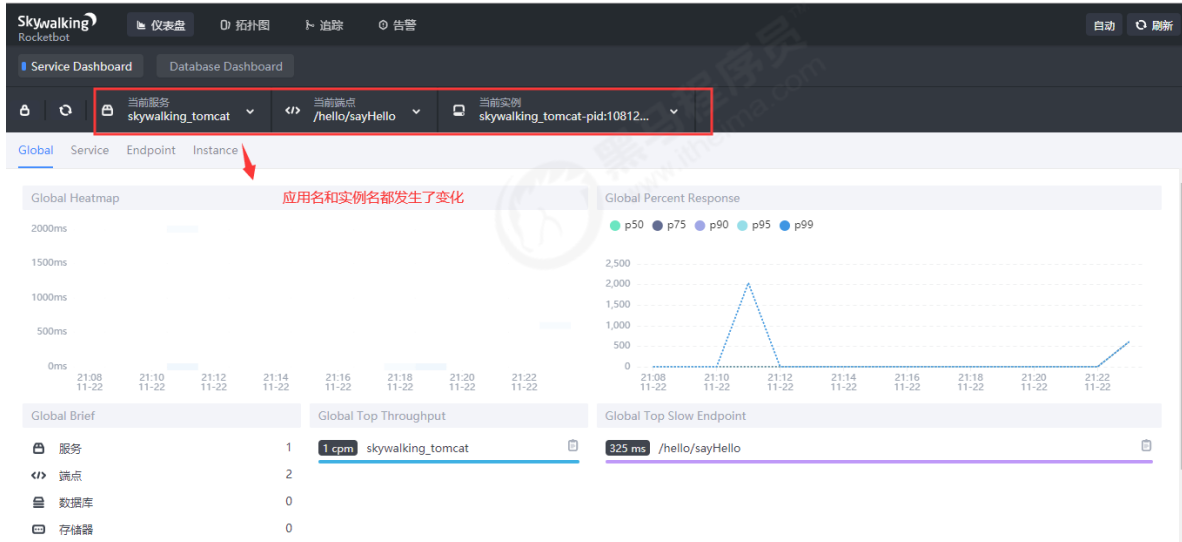 Skywalking
Rocketbot
仪表盘
拓扑图
追踪
告警
自动
刷新
Service Dashboard
Database Dashboard
当前服务
skywalking_tomcat
当前端点
/hello/sayHello
当前实例
skywalking_tomcat-pid:10812...
Global
Service
Endpoint
Instance
应用名和实例名都发生了变化
Global Heatmap
2000ms
1500ms
1000ms
500ms
0ms
21:08 21:10 21:12 21:14 21:16 21:18 21:20 21:22
11-22 11-22 11-22 11-22 11-22 11-22 11-22 11-22
Global Percent Response
p50 p75 p90 p95 p99
2,500
2,000
1,500
1,000
500
0
21:08 21:10 21:12 21:14 21:16 21:18 21:20 21:22
11-22 11-22 11-22 11-22 11-22 11-22 11-22 11-22
Global Brief
服务 1
端点 2
数据库 0
存储器 0
Global Top Throughput
1 cpm skywalking_tomcat
Global Top Slow Endpoint
325 ms /hello/sayHello
黑马程序员
www.itheima.com